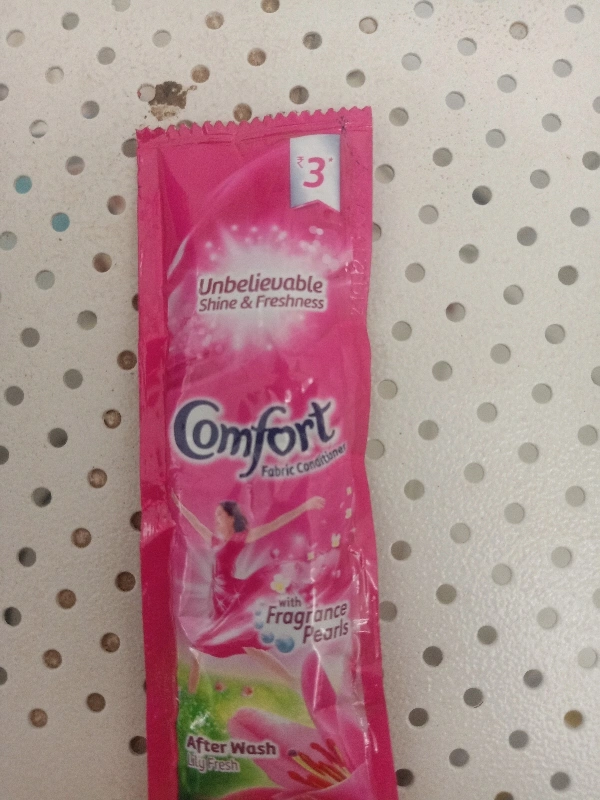 ₹3*
Unbelievable
Shine & Freshness
Comfort
Fabric Conditioner
with
Fragrance
Pearls
After Wash
Lily Fresh